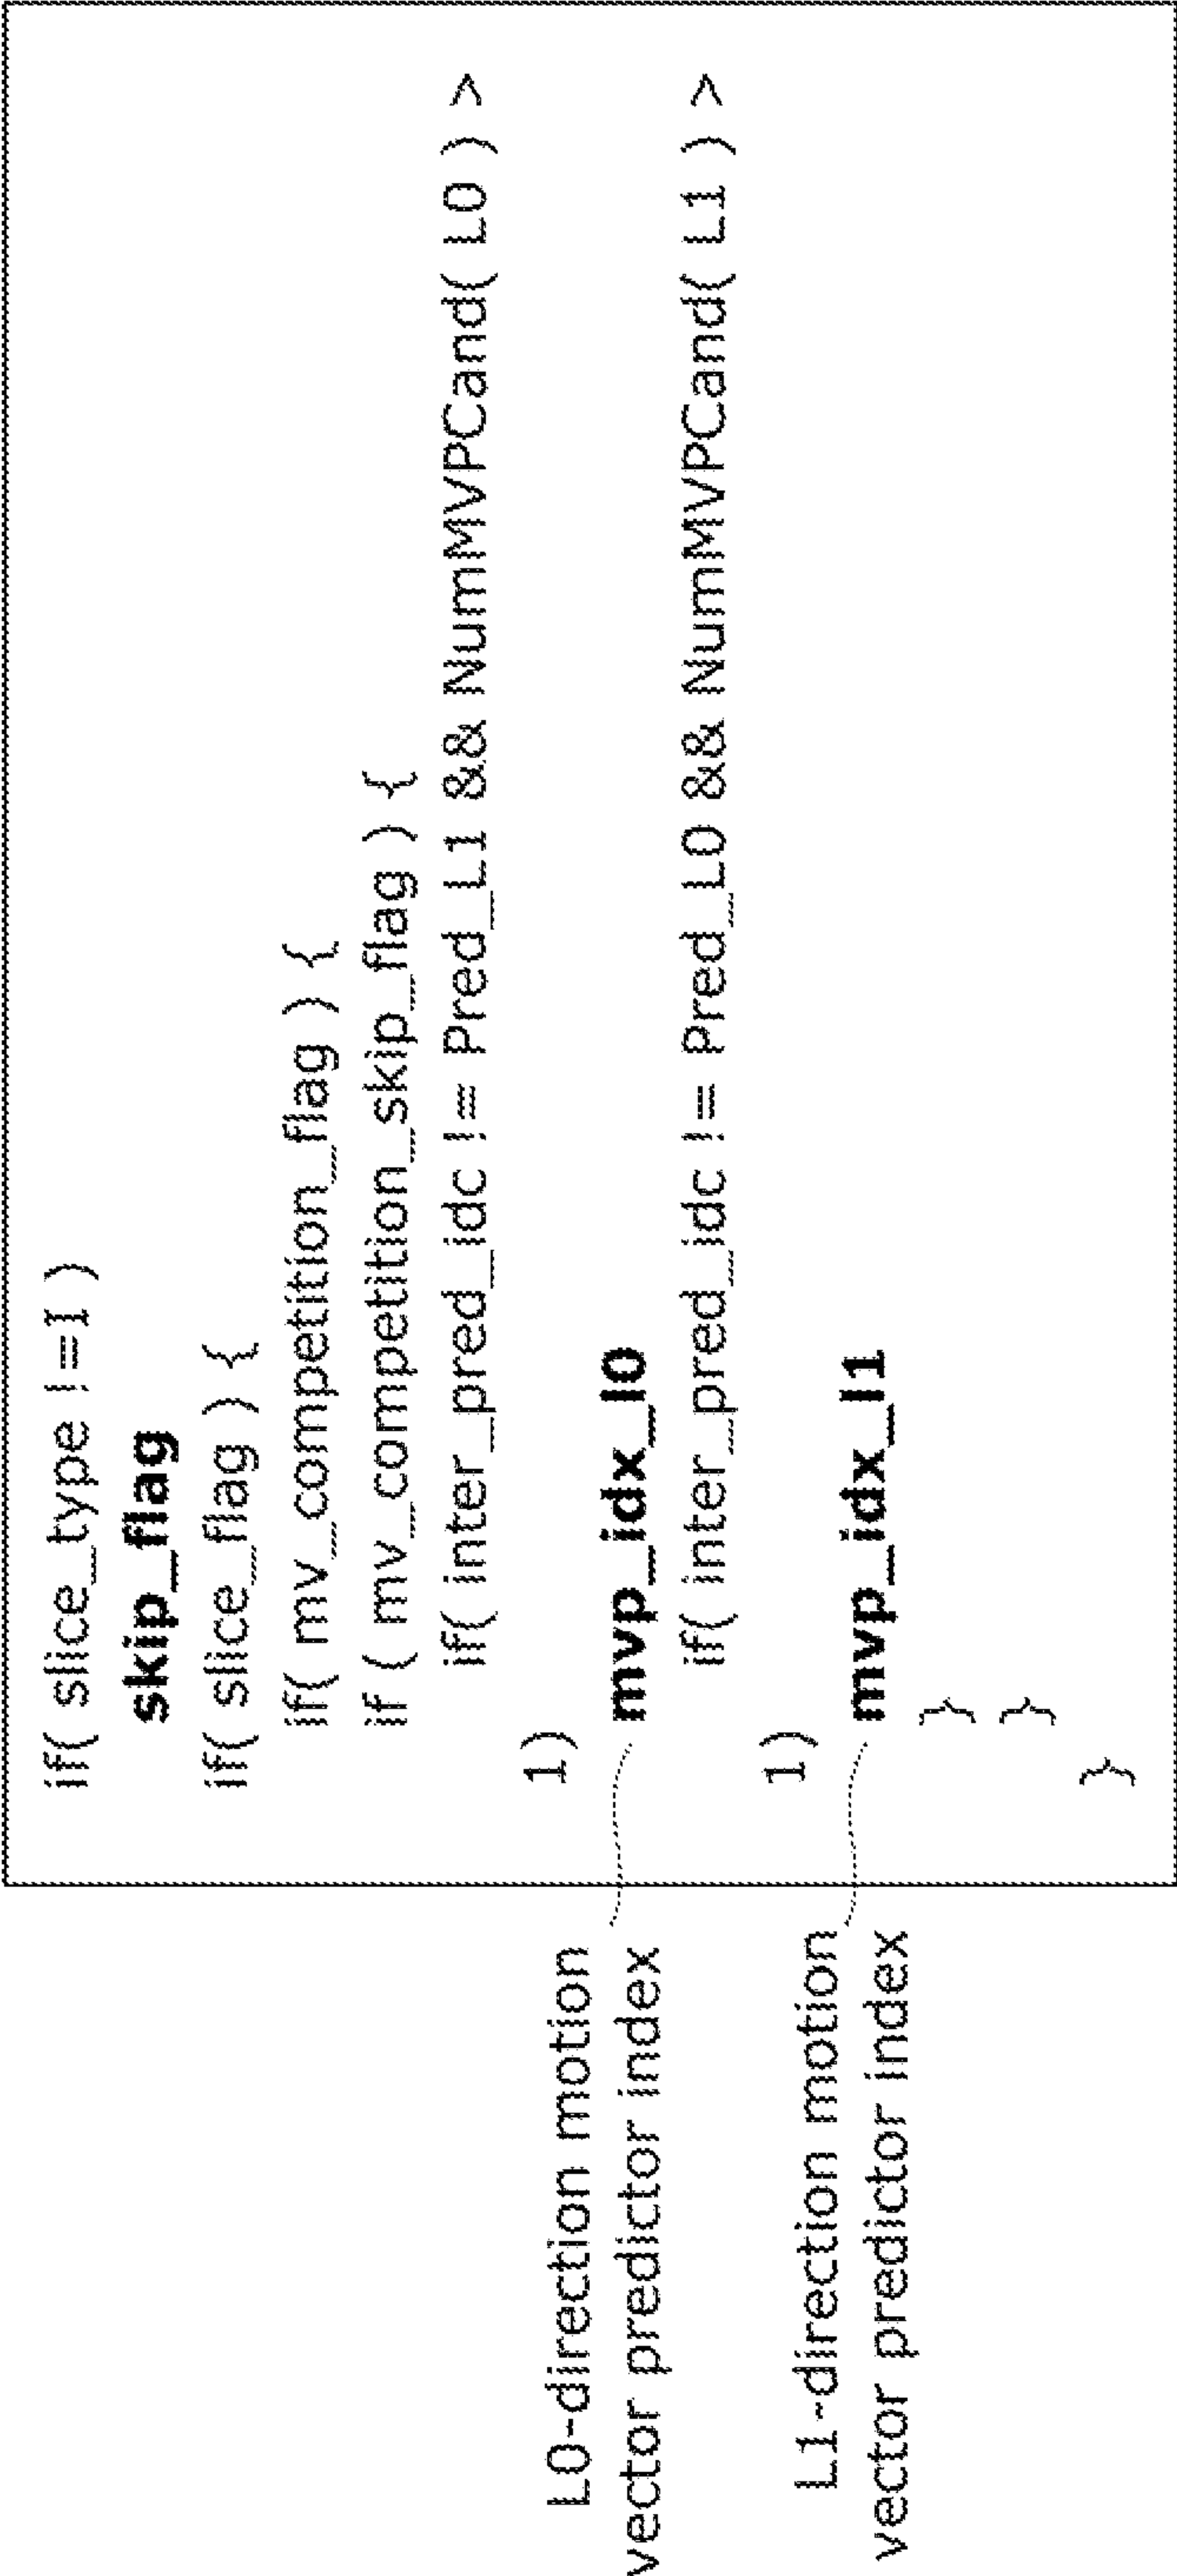 if( slice_type !=I )
skip_flag
if( slice_flag ) {
if( mv_competition_flag ) {
if ( mv_competition_skip_flag ) {
if( inter_pred_idc != Pred_L1 && NumMVPCand( L0 ) >
1)
mvp_idx_l0
if( inter_pred_idc != Pred_L0 && NumMVPCand( L1 ) >
1)
mvp_idx_l1
}
}
}
L0-direction motion
vector predictor index
L1-direction motion
vector predictor index